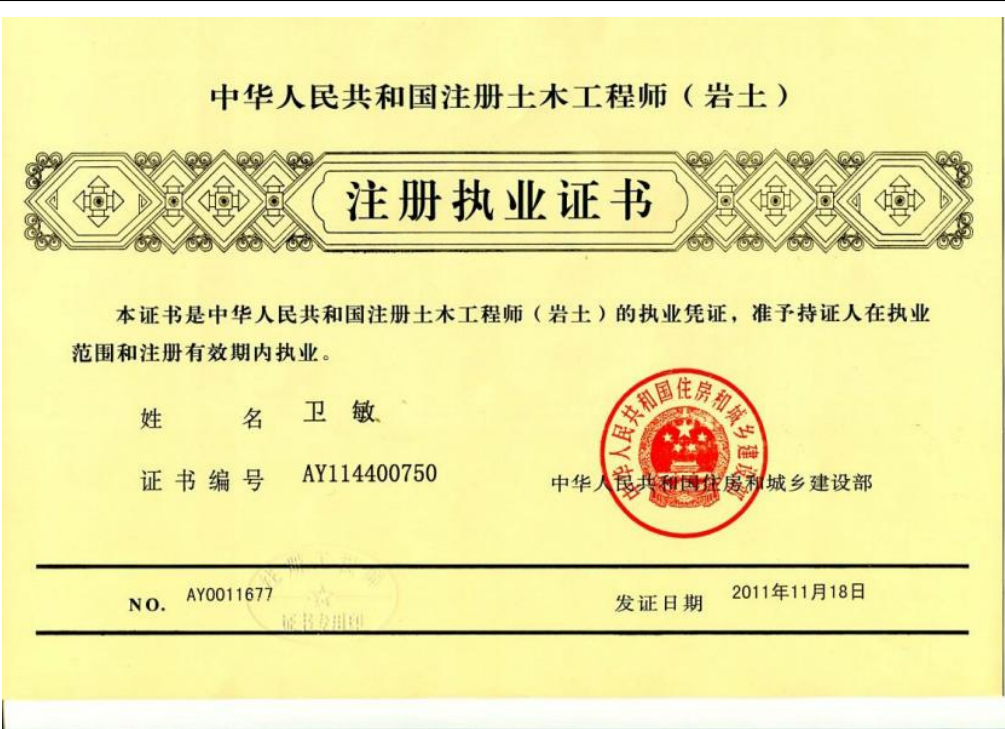 中华人民共和国注册土木工程师（岩土）
注册执业证书
本证书是中华人民共和国注册土木工程师（岩土）的执业凭证，准予持证人在执业
范围和注册有效期内执业。
姓 名 卫 敏
证书编号 AY114400750
中华人民共和国住房和城乡建设部
中华人民共和国住房和城乡建设部
NO. AY0011677
证书专用印
发证日期 2011年11月18日